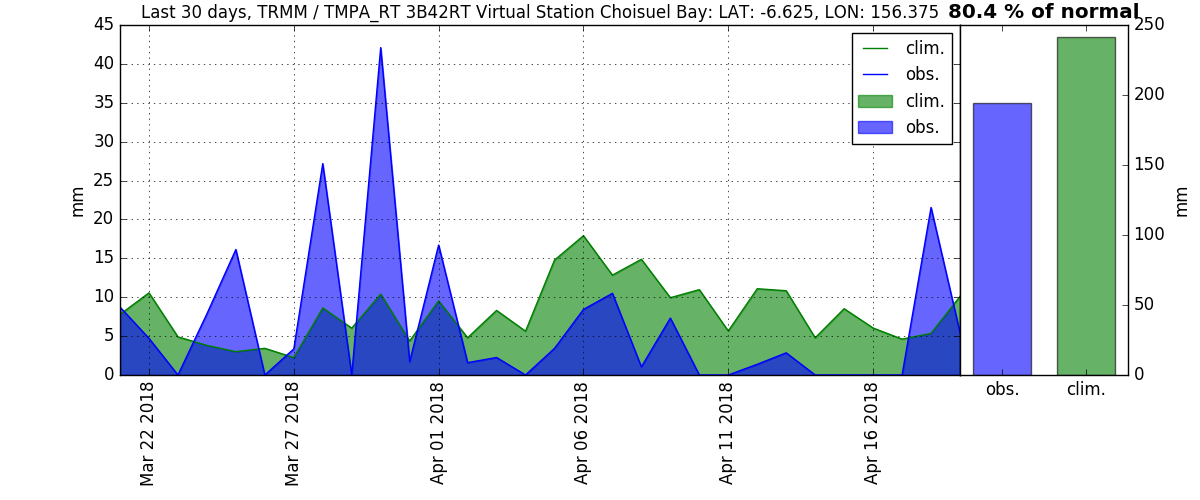 Last 30 days, TRMM / TMPA_RT 3B42RT Virtual Station Choisuel Bay: LAT: -6.625, LON: 156.375 80.4 % of normal
45
40
35
30
25
20
15
10
5
0
mm
clim.
obs.
clim.
obs.
250
200
150
100
50
0
mm
Mar 22 2018
Mar 27 2018
Apr 01 2018
Apr 06 2018
Apr 11 2018
Apr 16 2018
obs.
clim.